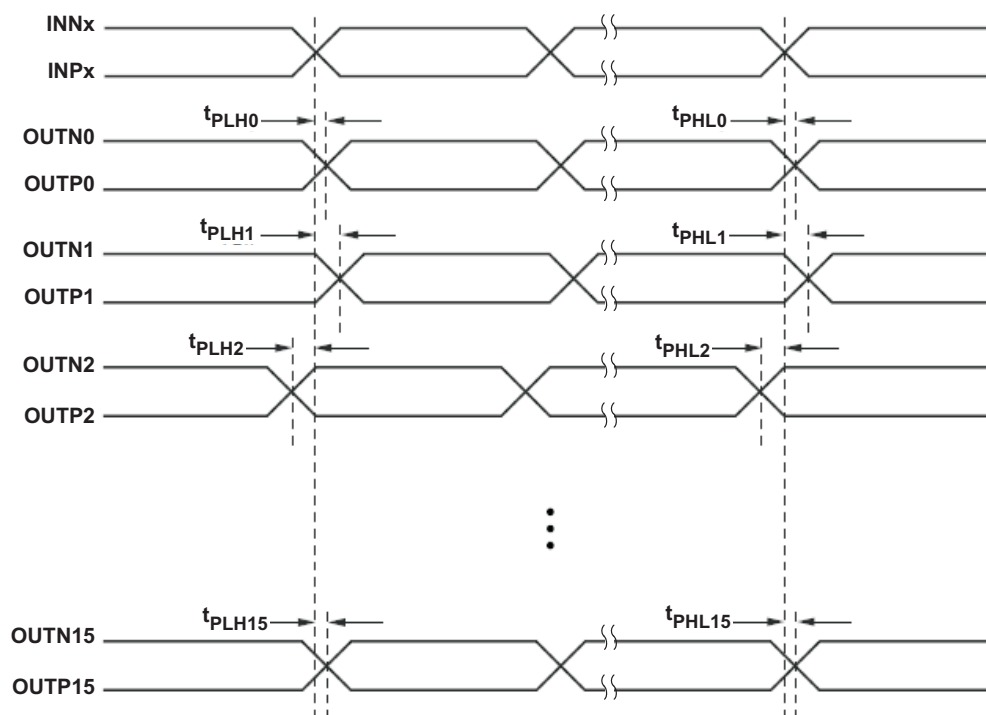 INNx
INPx
tPLH0 tPHL0
OUTN0
OUTP0
tPLH1 tPHL1
OUTN1
OUTP1
tPLH2 tPHL2
OUTN2
OUTP2
tPLH15 tPHL15
OUTN15
OUTP15